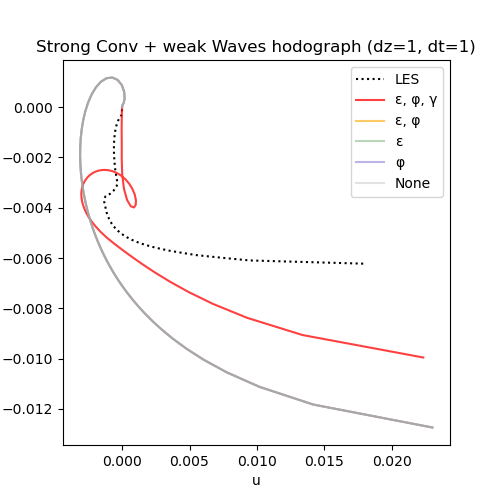 Strong Conv + weak Waves hodograph (dz=1, dt=1)
LES
ε, φ, γ
ε, φ
ε
φ
None
0.000
−0.002
−0.004
−0.006
−0.008
−0.010
−0.012
0.000 0.005 0.010 0.015 0.020
u